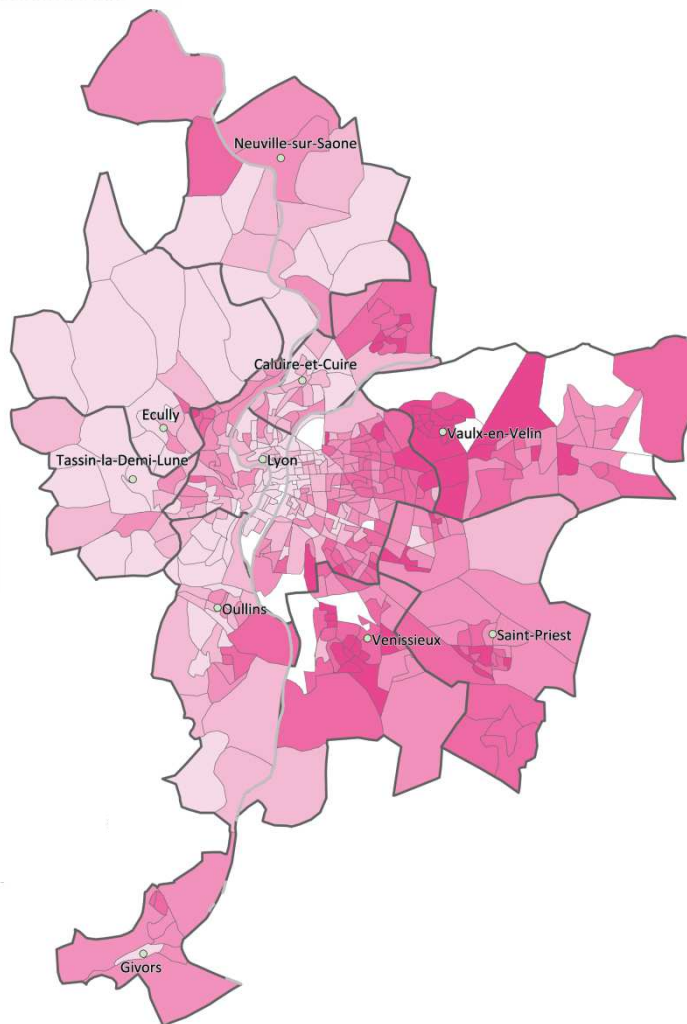 Neuville-sur-Saone
Caluire-et-Cuire
Ecully
Vaulx-en-Velin
Lyon
Tassin-la-Demi-Lune
Oullins
Venissieux
Saint-Priest
Givors